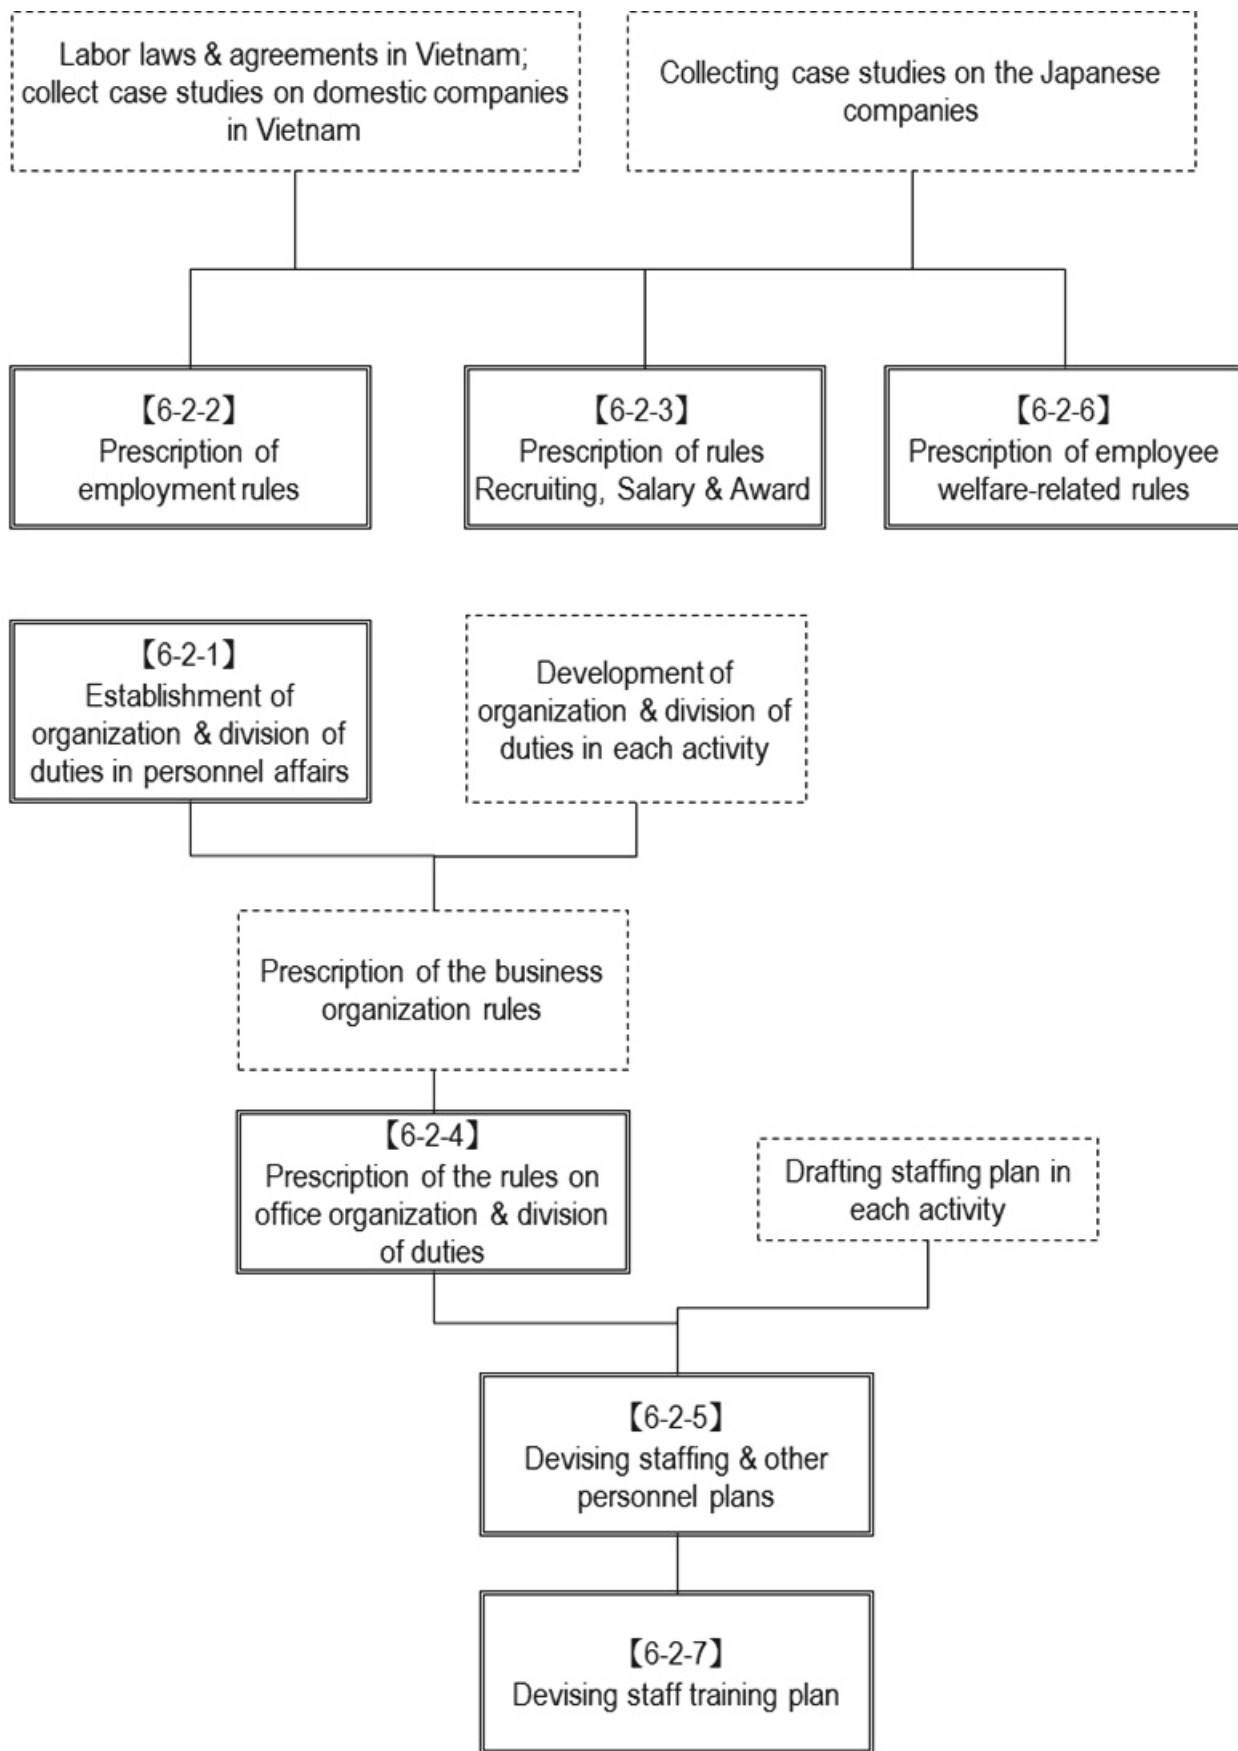 Labor laws & agreements in Vietnam;
collect case studies on domestic companies
in Vietnam
Collecting case studies on the Japanese
companies
【6-2-2】
Prescription of
employment rules
【6-2-3】
Prescription of rules
Recruiting, Salary & Award
【6-2-6】
Prescription of employee
welfare-related rules
【6-2-1】
Establishment of
organization & division of
duties in personnel affairs
Development of
organization & division of
duties in each activity
Prescription of the business
organization rules
【6-2-4】
Prescription of the rules on
office organization & division
of duties
Drafting staffing plan in
each activity
【6-2-5】
Devising staffing & other
personnel plans
【6-2-7】
Devising staff training plan